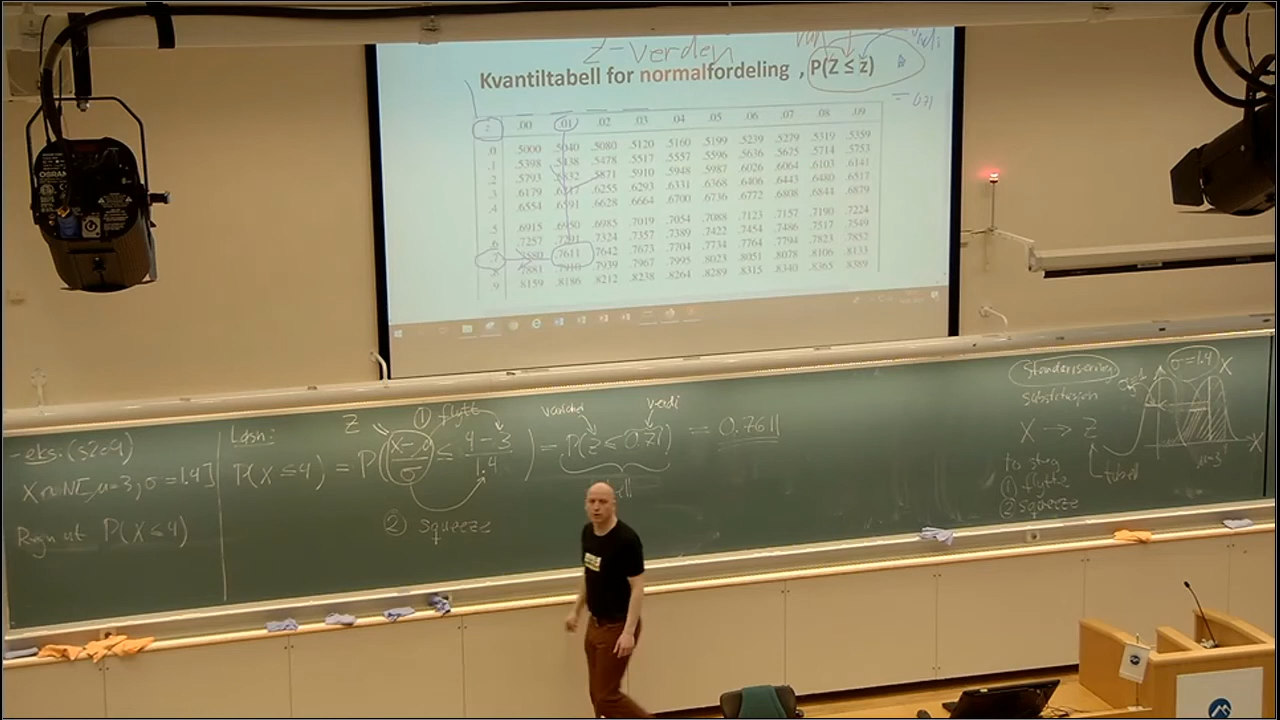 z-verden
Kvantiltabell for normalfordeling , P(Z ≤ z)
z .00 .01 .02 .03 .04 .05 .06 .07 .08 .09
.0 .5000 .5040 .5080 .5120 .5160 .5199 .5239 .5279 .5319 .5359
.1 .5398 .5438 .5478 .5517 .5557 .5596 .5636 .5675 .5714 .5753
.2 .5793 .5832 .5871 .5910 .5948 .5987 .6026 .6064 .6103 .6141
.3 .6179 .6217 .6255 .6293 .6331 .6368 .6406 .6443 .6480 .6517
.4 .6554 .6591 .6628 .6664 .6700 .6736 .6772 .6808 .6844 .6879
.5 .6915 .6950 .6985 .7019 .7054 .7088 .7123 .7157 .7190 .7224
.6 .7257 .7291 .7324 .7357 .7389 .7422 .7454 .7486 .7517 .7549
.7 .7580 .7611 .7642 .7673 .7704 .7734 .7764 .7794 .7823 .7852
.8 .7881 .7910 .7939 .7967 .7995 .8023 .8051 .8078 .8106 .8133
.9 .8159 .8186 .8212 .8238 .8264 .8289 .8315 .8340 .8365 .8389
OSRAM
- eks. (s209)
X ~ N[μ=3, σ=1.4]
Regn ut P(X ≤ 4)
Løsn:
Z ① flytt variabel verdi
P(X ≤ 4) = P(x-μ/σ ≤ 4-3/1.4) = P(Z ≤ 0.71) = 0.7611
② squeeze
Standardisering
substitusjon
X → Z
tabell
to steg
① flytte
② squeeze
σ=1.4 X
μ=3 X